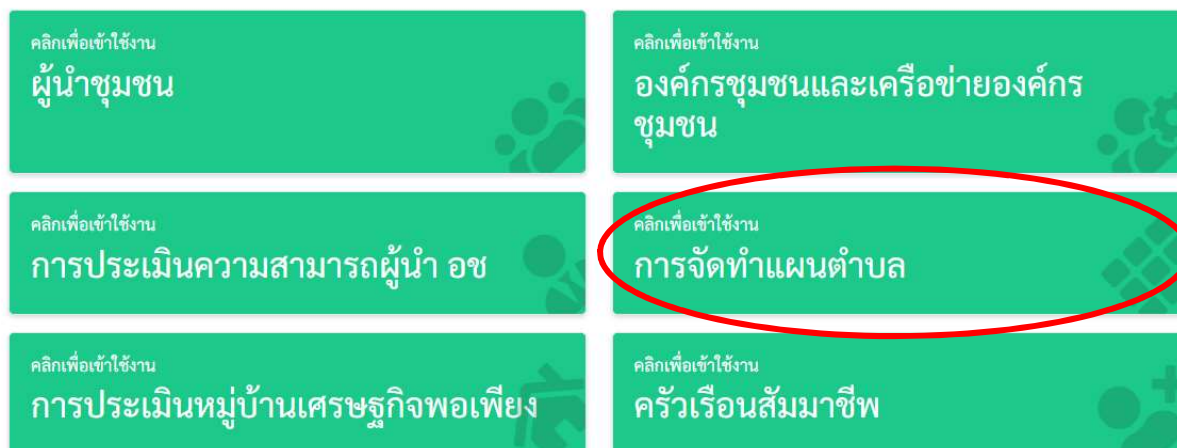 คลิกเพื่อเข้าใช้งาน
ผู้นำชุมชน
คลิกเพื่อเข้าใช้งาน
องค์กรชุมชนและเครือข่ายองค์กร
ชุมชน
คลิกเพื่อเข้าใช้งาน
การประเมินความสามารถผู้นำ อช
คลิกเพื่อเข้าใช้งาน
การจัดทำแผนตำบล
คลิกเพื่อเข้าใช้งาน
การประเมินหมู่บ้านเศรษฐกิจพอเพียง
คลิกเพื่อเข้าใช้งาน
ครัวเรือนสัมมาชีพ